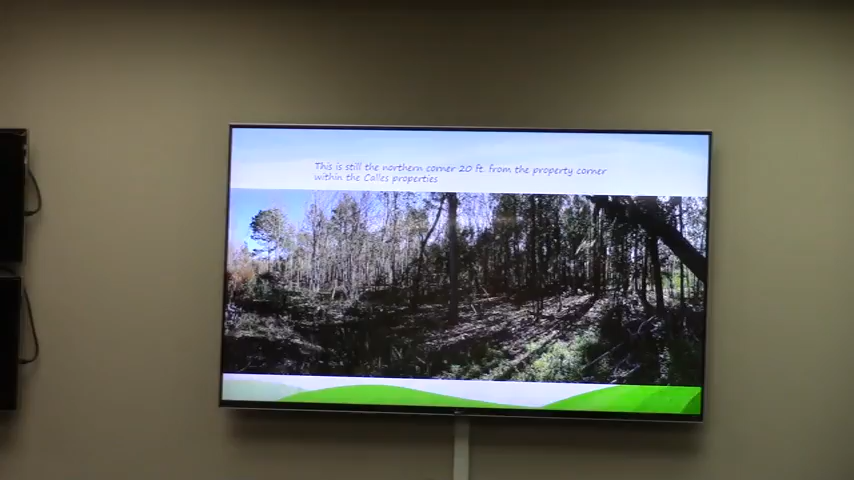 This is still the northern corner 20 ft. from the property corner
within the Calles properties